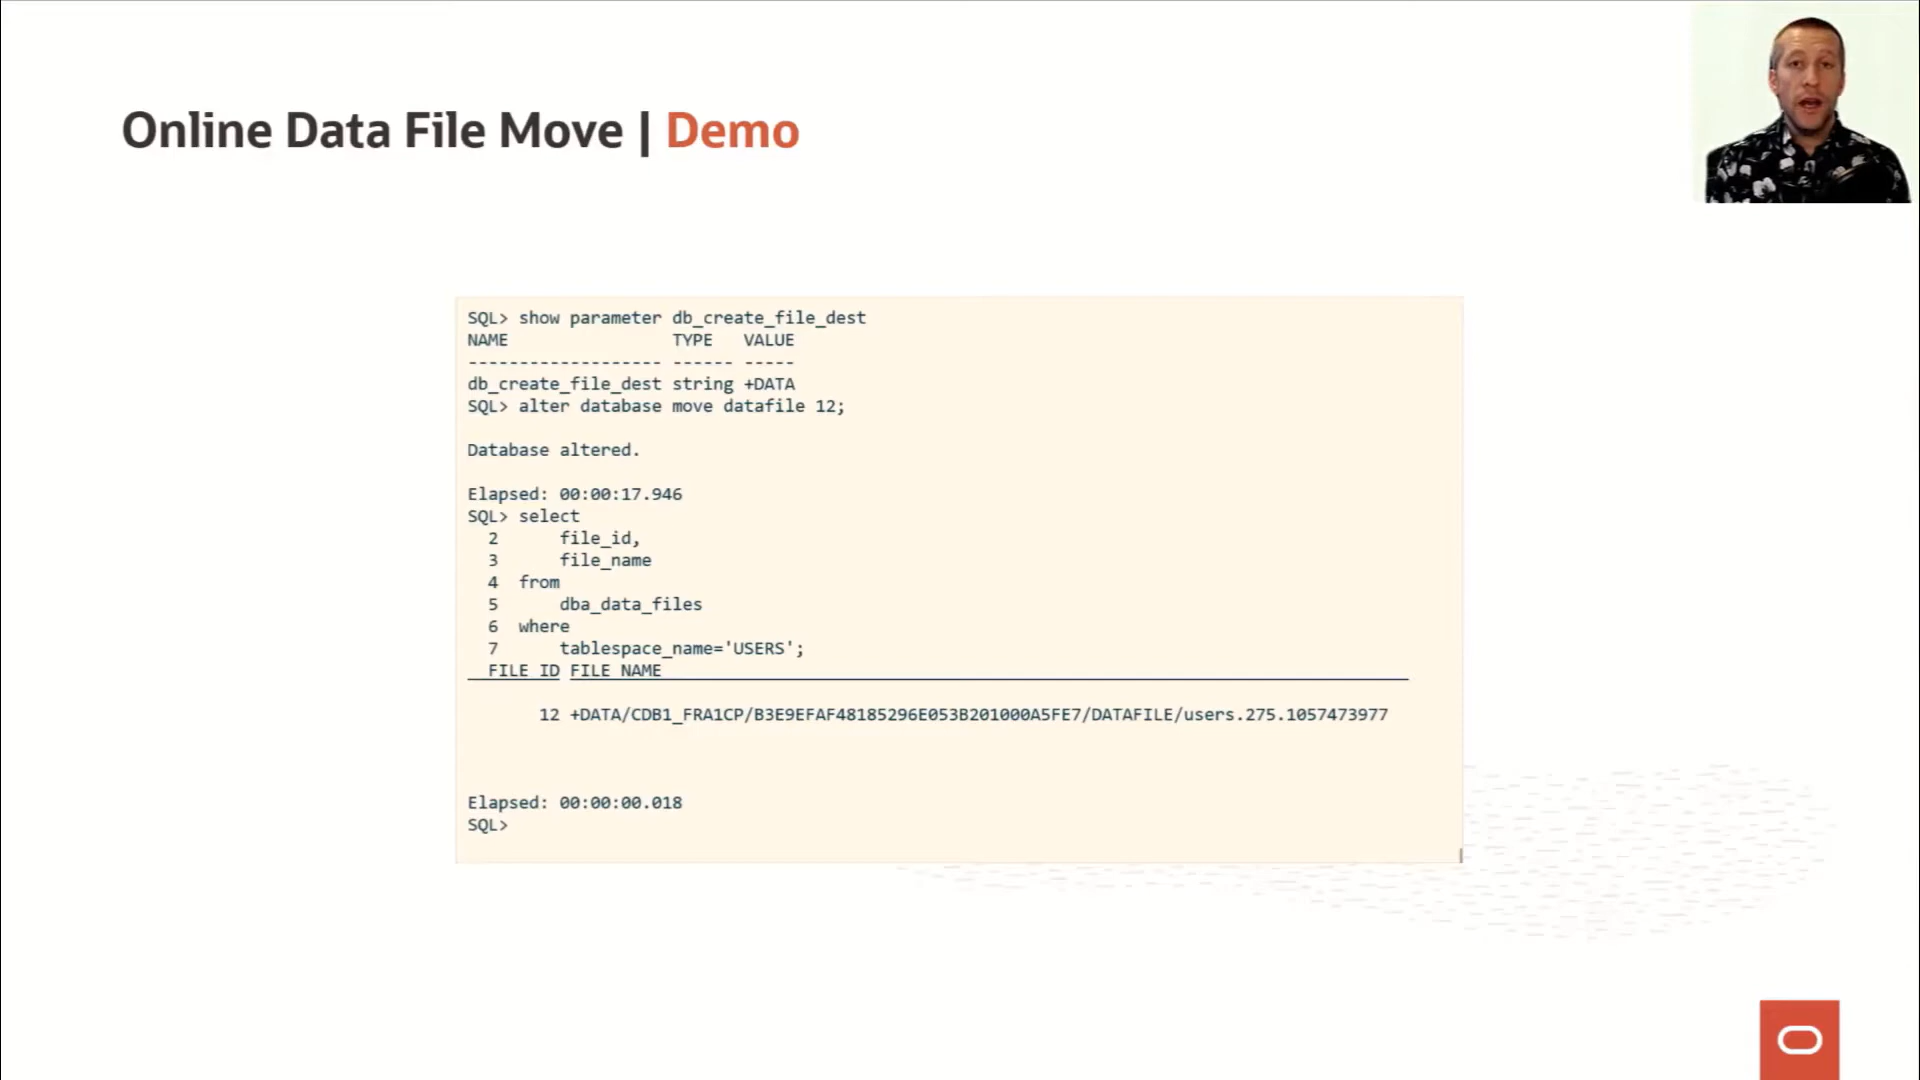 Online Data File Move | Demo
SQL> show parameter db_create_file_dest
NAME                TYPE   VALUE
------------------- ------ -----
db_create_file_dest string +DATA
SQL> alter database move datafile 12;
Database altered.
Elapsed: 00:00:17.946
SQL> select
  2     file_id,
  3     file_name
  4  from
  5     dba_data_files
  6  where
  7     tablespace_name='USERS';
  FILE_ID FILE_NAME
       12 +DATA/CDB1_FRA1CP/B3E9EFAF48185296E053B201000A5FE7/DATAFILE/users.275.1057473977
Elapsed: 00:00:00.018
SQL>